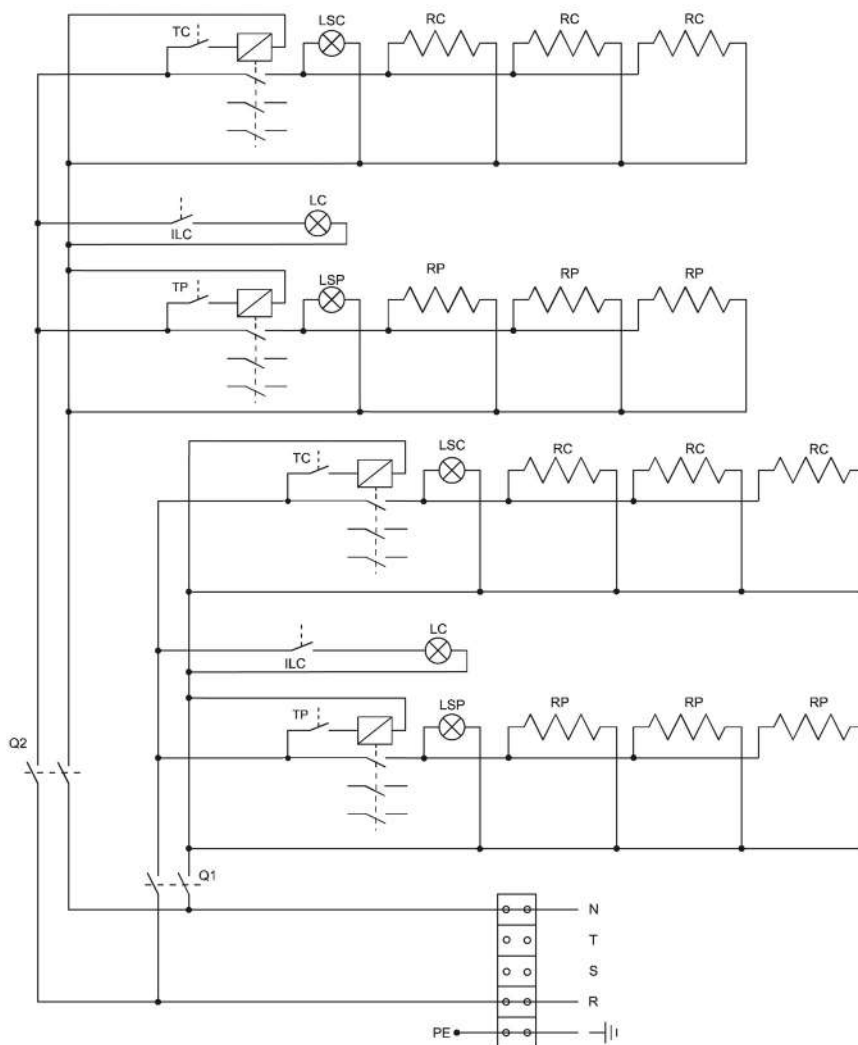 TC LSC RC RC RC
LC
ILC
TP LSP RP RP RP
TC LSC RC RC RC
LC
ILC
TP LSP RP RP RP
Q2
Q1
N
T
S
R
PE